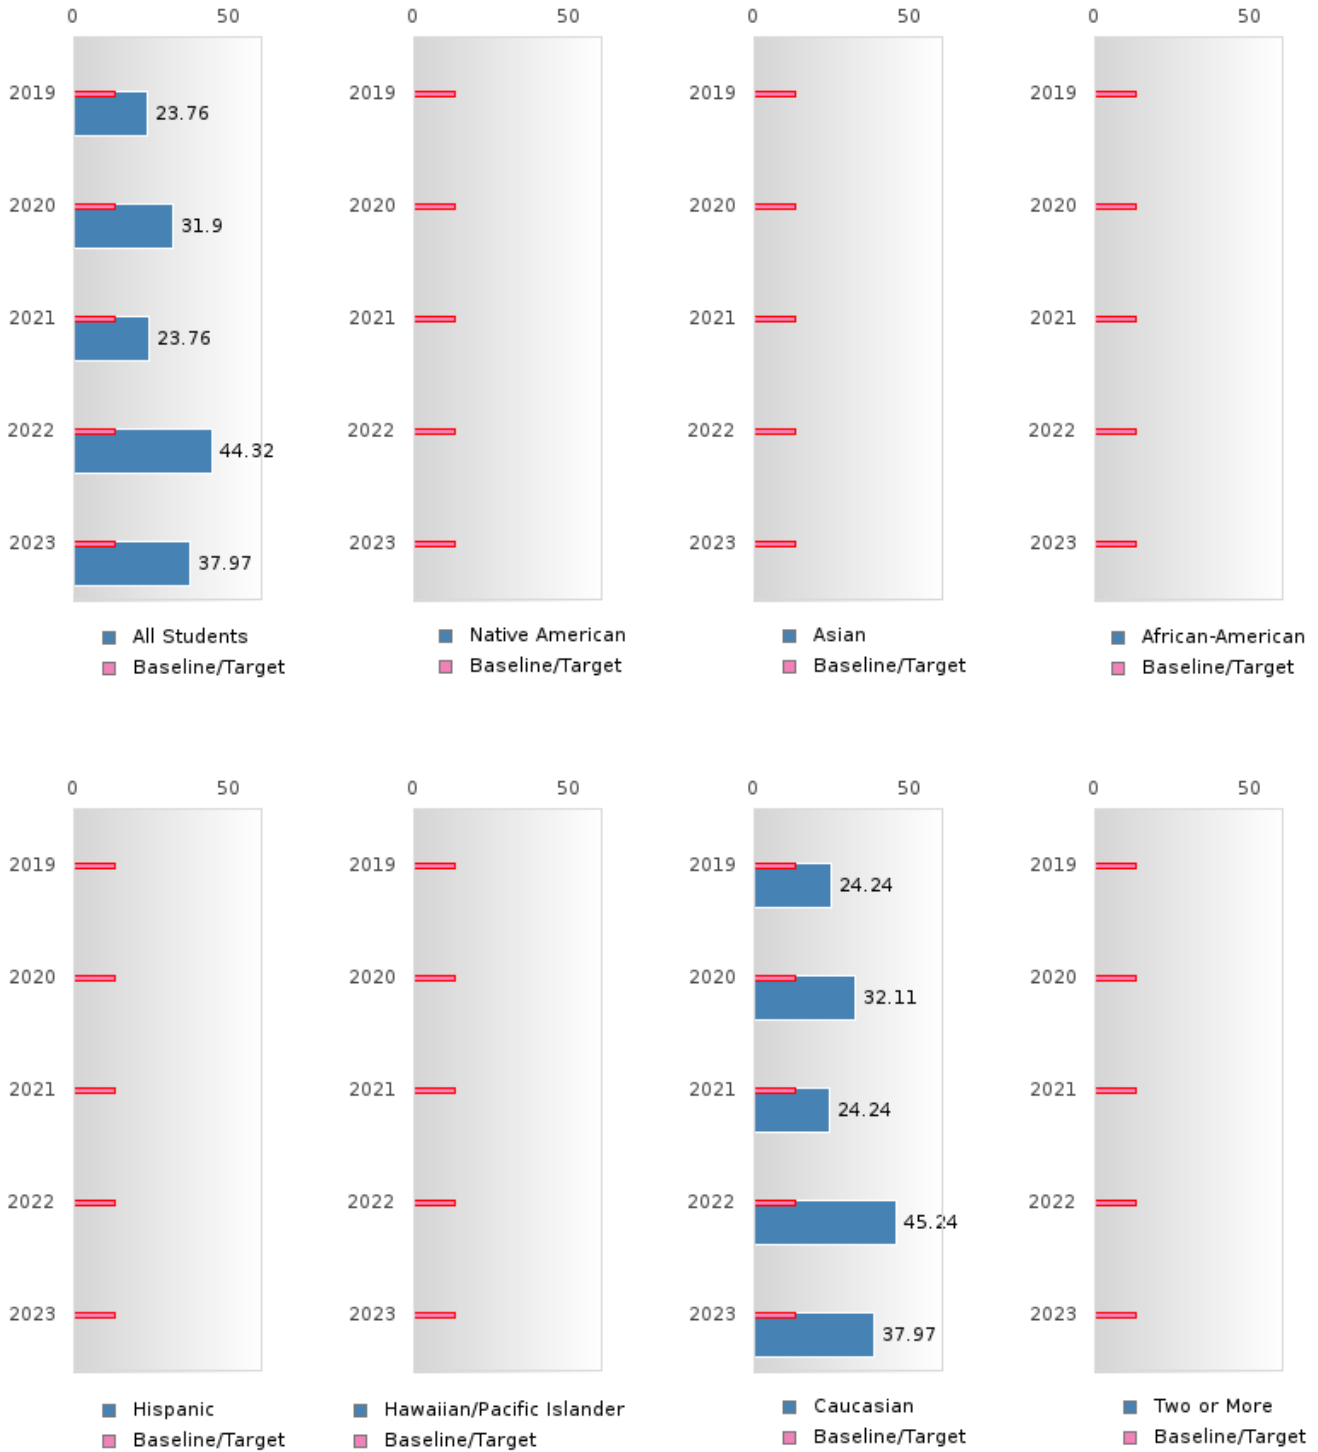 0 50 0 50 0 50 0 50
2019 23.76 2019 2019 2019
2020 31.9 2020 2020 2020
2021 23.76 2021 2021 2021
2022 44.32 2022 2022 2022
2023 37.97 2023 2023 2023
All Students Native American Asian African-American
Baseline/Target Baseline/Target Baseline/Target Baseline/Target
0 50 0 50 0 50 0 50
2019 2019 2019 24.24 2019
2020 2020 2020 32.11 2020
2021 2021 2021 24.24 2021
2022 2022 2022 45.24 2022
2023 2023 2023 37.97 2023
Hispanic Hawaiian/Pacific Islander Caucasian Two or More
Baseline/Target Baseline/Target Baseline/Target Baseline/Target